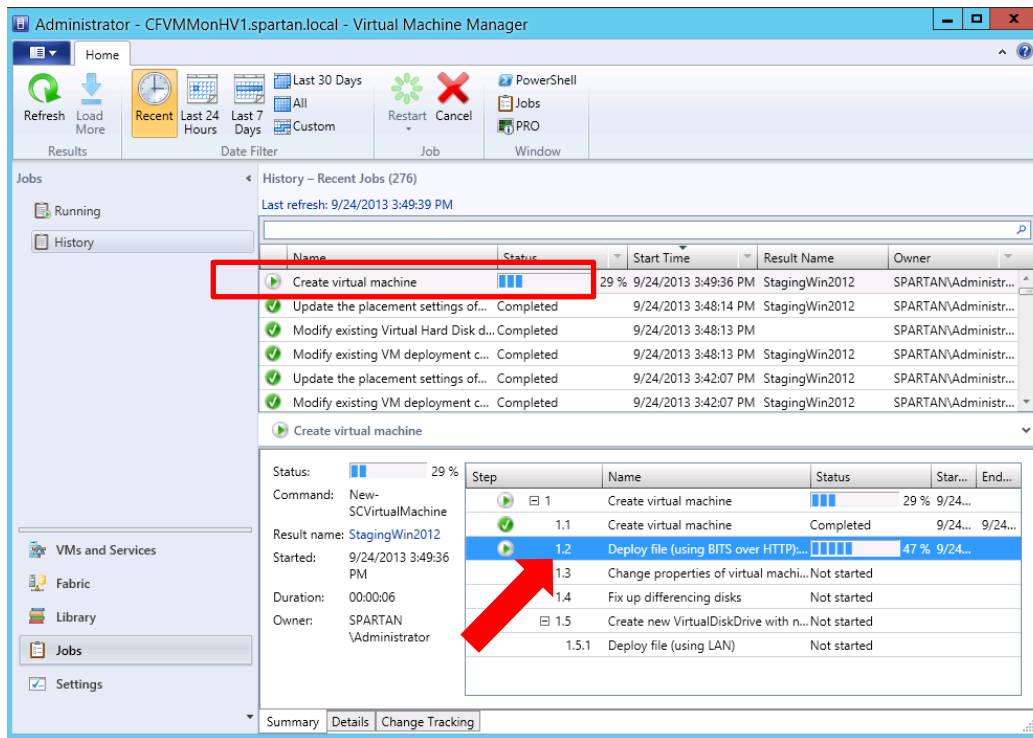 Administrator - CFVMMonHV1.spartan.local - Virtual Machine Manager
Home
Refresh
Load More
Results
Recent
Last 24 Hours
Last 7 Days
Last 30 Days
All
Custom
Date Filter
Restart
Cancel
Job
PowerShell
Jobs
PRO
Window
Jobs
Running
History
VMs and Services
Fabric
Library
Jobs
Settings
History – Recent Jobs (276)
Last refresh: 9/24/2013 3:49:39 PM
Name Status Start Time Result Name Owner
Create virtual machine 29 % 9/24/2013 3:49:36 PM StagingWin2012 SPARTAN\Administr...
Update the placement settings of... Completed 9/24/2013 3:48:14 PM StagingWin2012 SPARTAN\Administr...
Modify existing Virtual Hard Disk d... Completed 9/24/2013 3:48:13 PM SPARTAN\Administr...
Modify existing VM deployment c... Completed 9/24/2013 3:48:13 PM StagingWin2012 SPARTAN\Administr...
Update the placement settings of... Completed 9/24/2013 3:42:07 PM StagingWin2012 SPARTAN\Administr...
Modify existing VM deployment c... Completed 9/24/2013 3:42:07 PM StagingWin2012 SPARTAN\Administr...
Create virtual machine
Status: 29 %
Command: New-
SCVirtualMachine
Result name: StagingWin2012
Started: 9/24/2013 3:49:36
PM
Duration: 00:00:06
Owner: SPARTAN
\Administrator
Step Name Status Star... End...
1 Create virtual machine 29 % 9/24...
1.1 Create virtual machine Completed 9/24... 9/24...
1.2 Deploy file (using BITS over HTTP):... 47 % 9/24...
1.3 Change properties of virtual machi... Not started
1.4 Fix up differencing disks Not started
1.5 Create new VirtualDiskDrive with n... Not started
1.5.1 Deploy file (using LAN) Not started
Summary Details Change Tracking